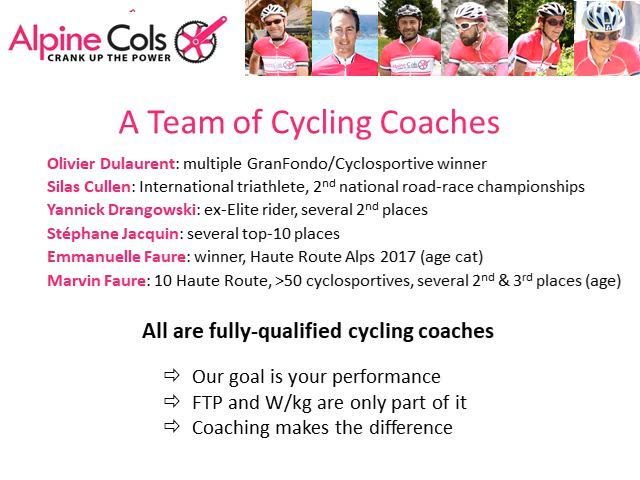 Alpine Cols
CRANK UP THE POWER
A Team of Cycling Coaches
Olivier Dulaurent: multiple GranFondo/Cyclosportive winner
Silas Cullen: International triathlete, 2nd national road-race championships
Yannick Drangowski: ex-Elite rider, several 2nd places
Stéphane Jacquin: several top-10 places
Emmanuelle Faure: winner, Haute Route Alps 2017 (age cat)
Marvin Faure: 10 Haute Route, >50 cyclosportives, several 2nd & 3rd places (age)
All are fully-qualified cycling coaches
⇨ Our goal is your performance
⇨ FTP and W/kg are only part of it
⇨ Coaching makes the difference